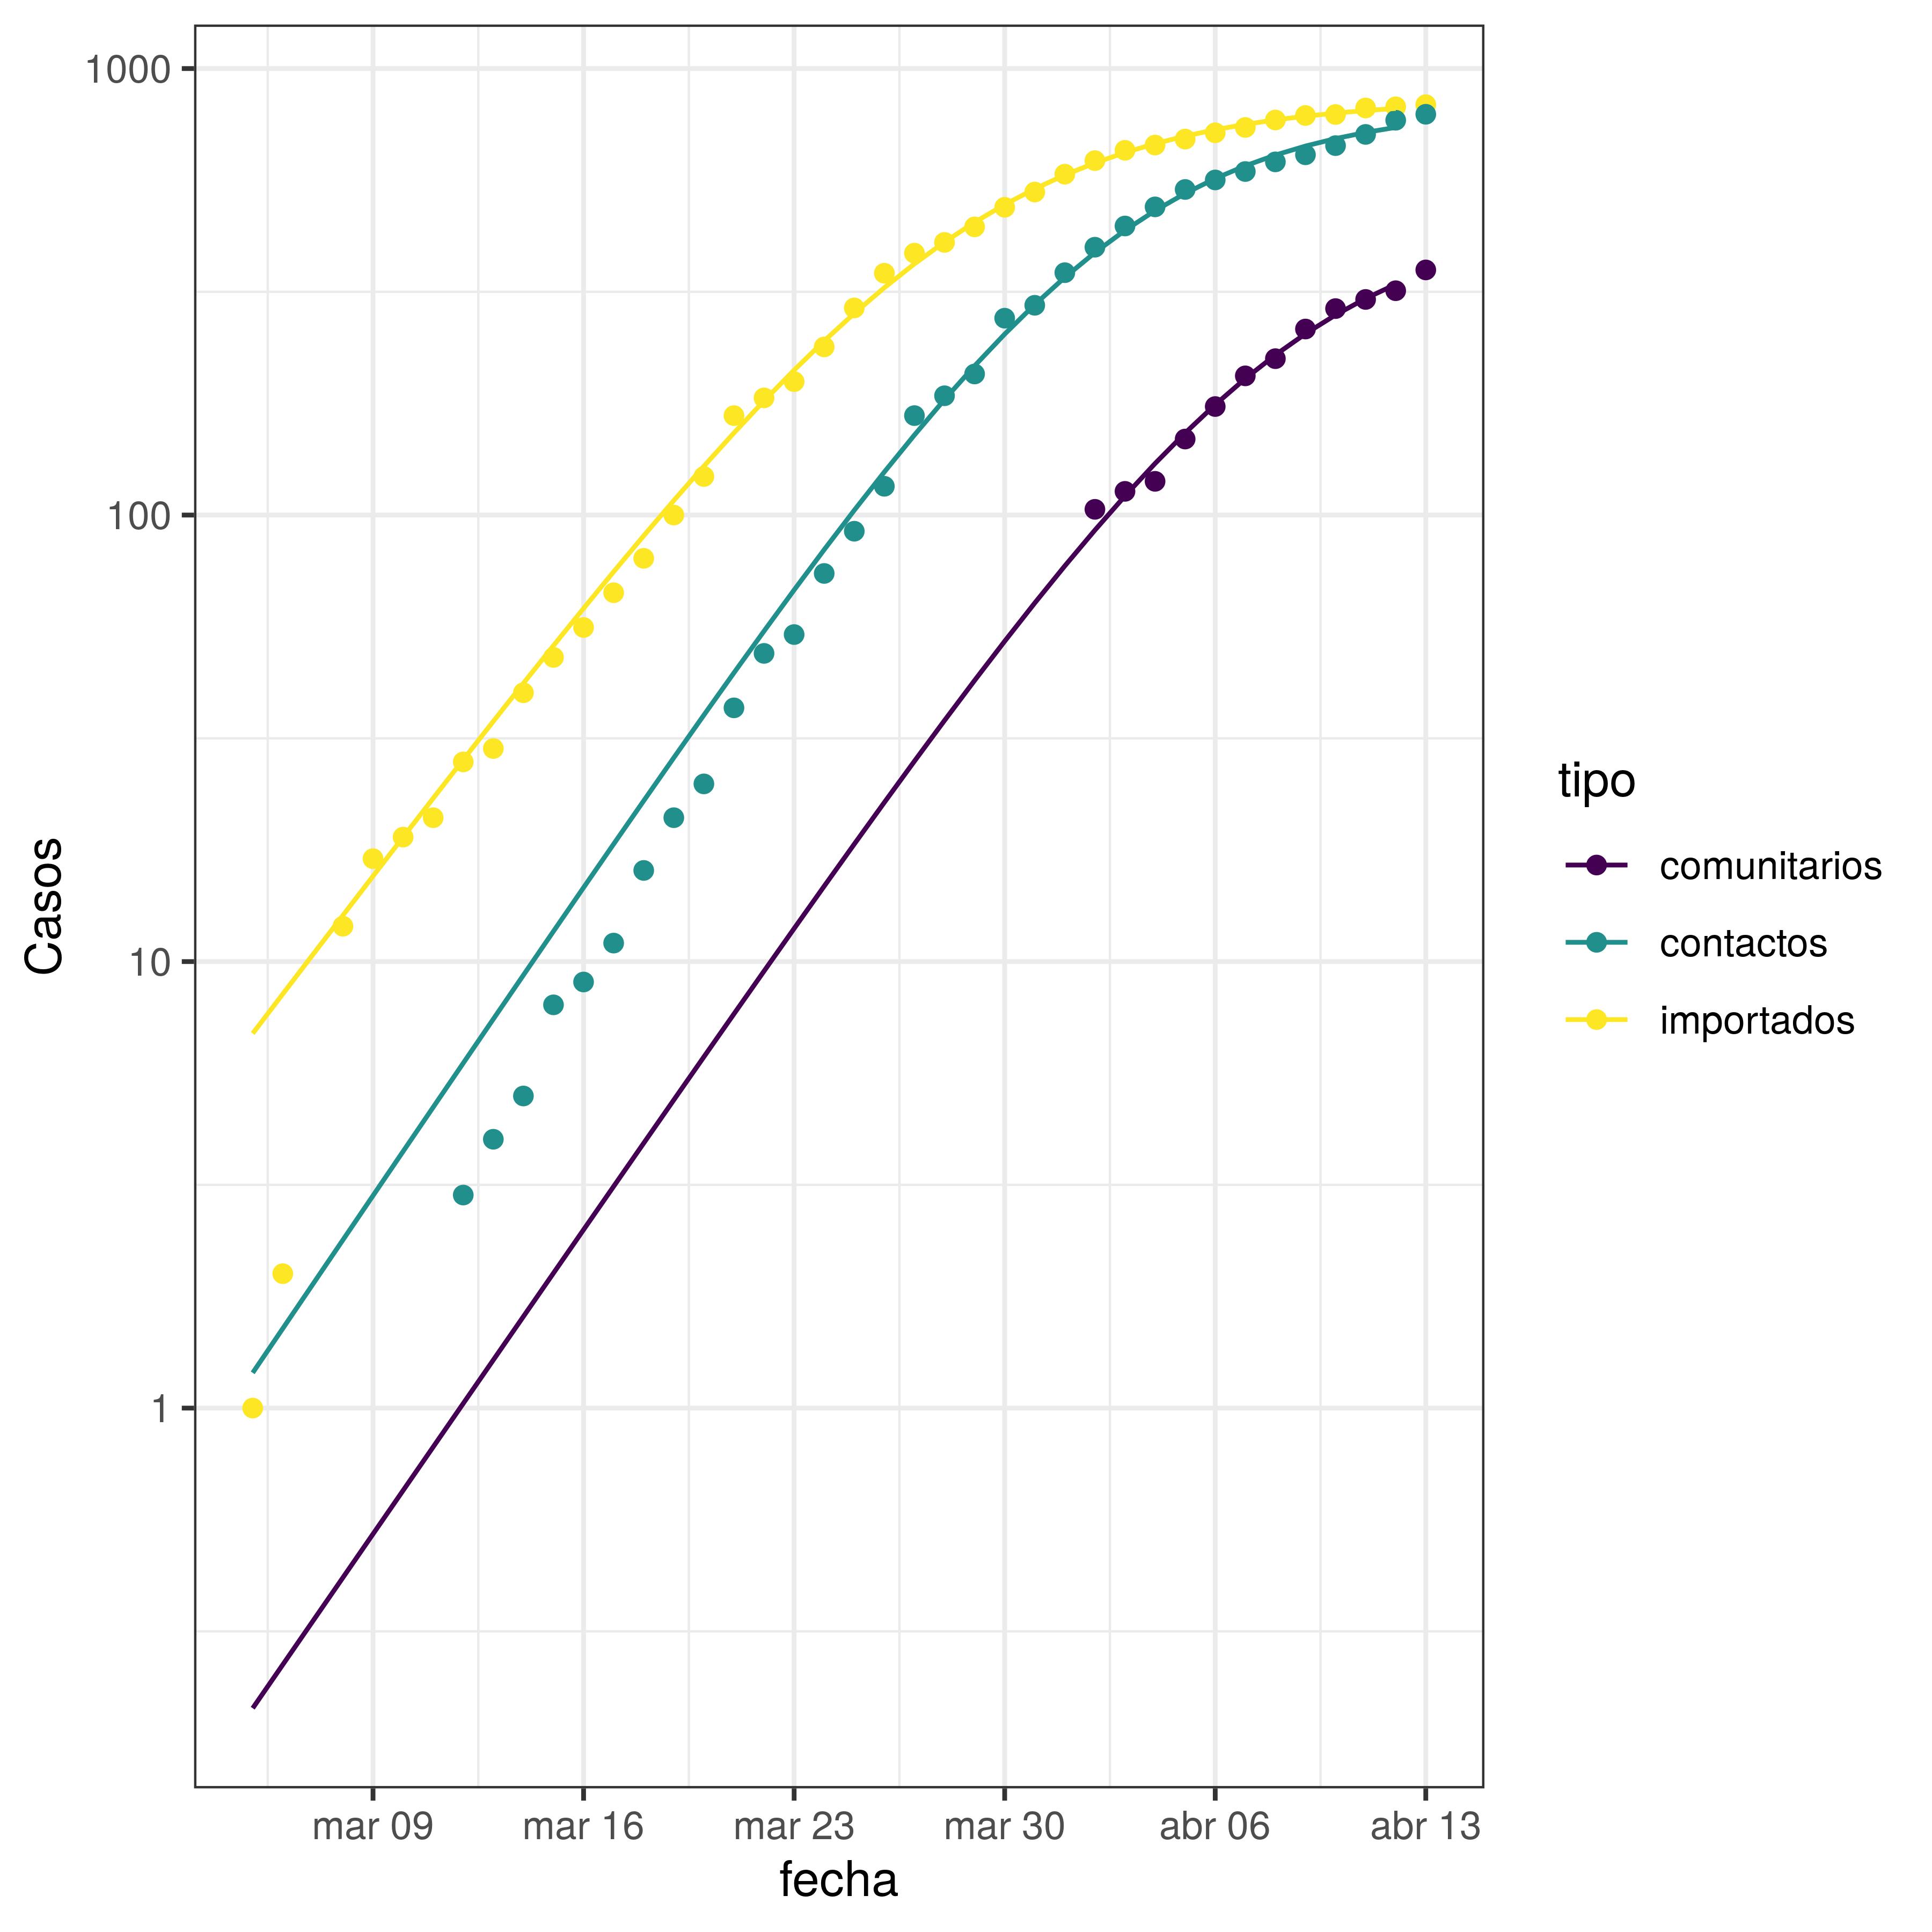 1000
100
10
1
Casos
mar 09 mar 16 mar 23 mar 30 abr 06 abr 13
fecha
tipo
comunitarios
contactos
importados